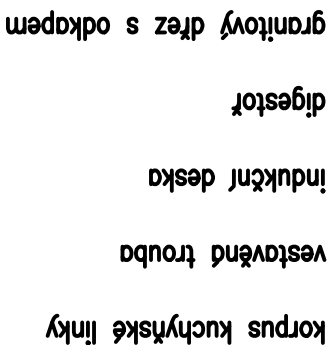 korpus kuchyňské linky
vestavěná trouba
indukční deska
digestoř
granitový dřez s odkapem